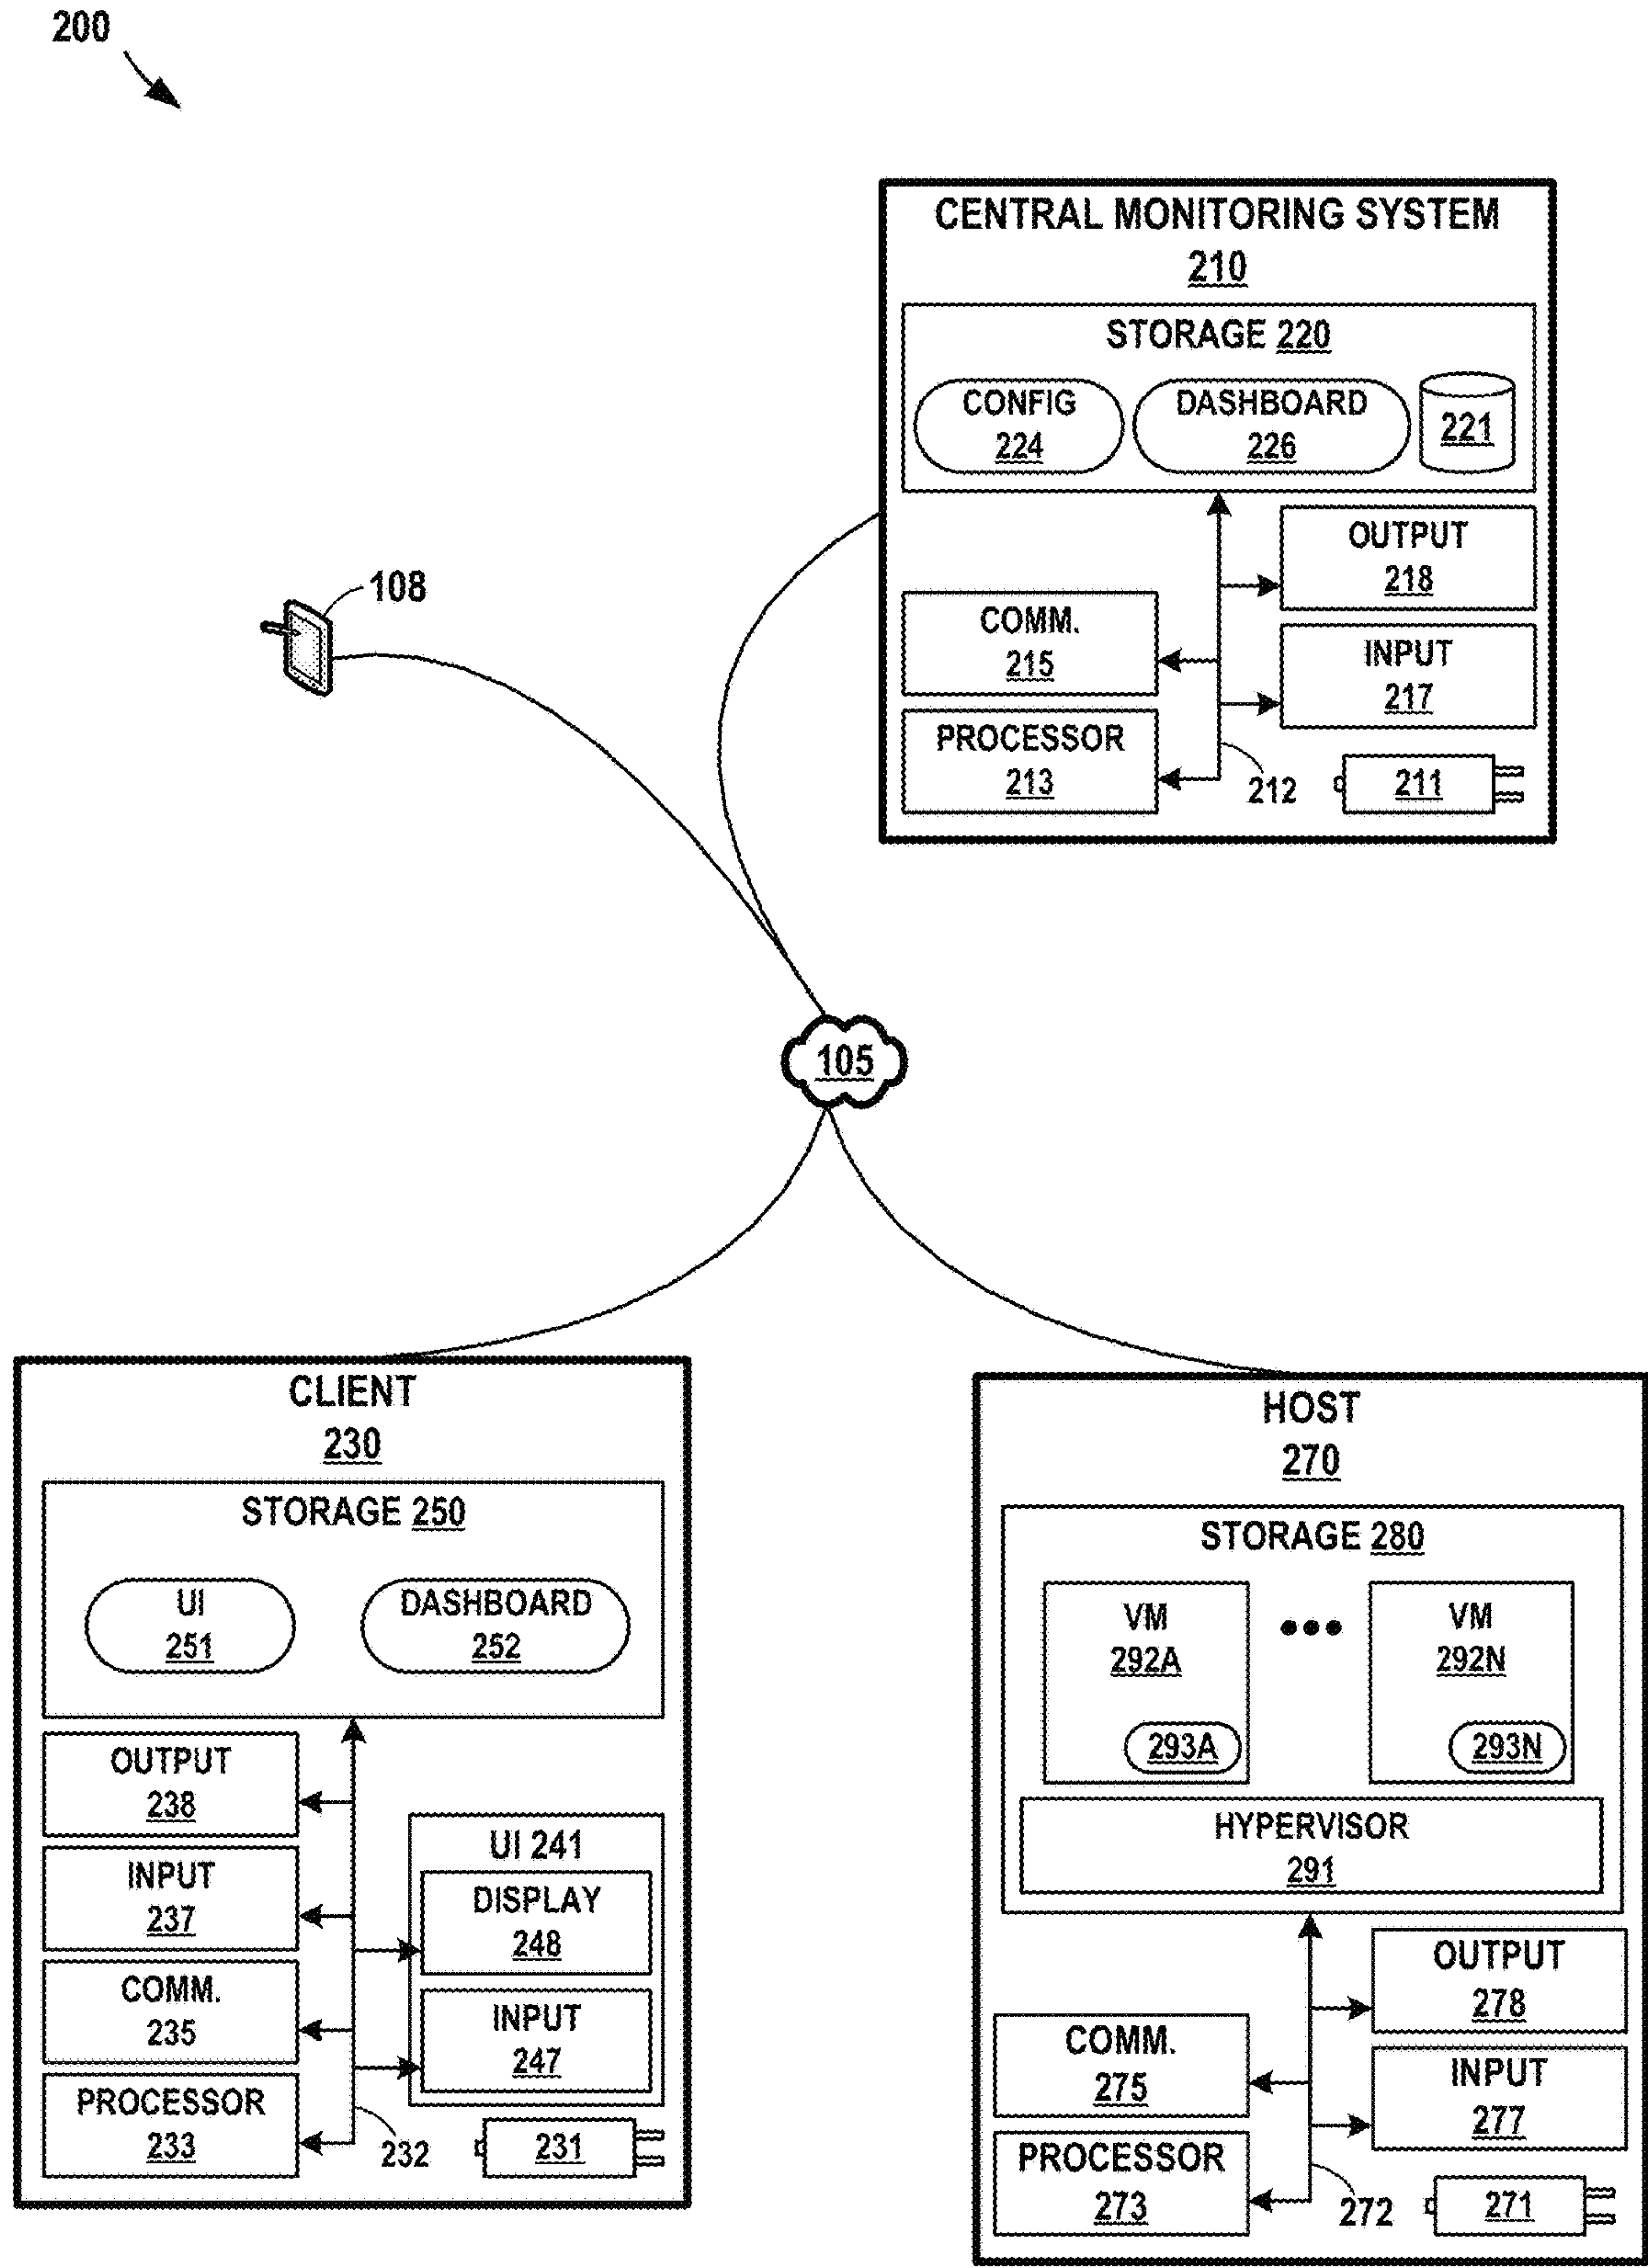 200
CENTRAL MONITORING SYSTEM
210
STORAGE 220
CONFIG
224
DASHBOARD
226
221
OUTPUT
218
COMM.
215
INPUT
217
PROCESSOR
213
212
211
108
105
CLIENT
230
STORAGE 250
UI
251
DASHBOARD
252
OUTPUT
238
INPUT
237
COMM.
235
PROCESSOR
233
UI 241
DISPLAY
248
INPUT
247
232
231
HOST
270
STORAGE 280
VM
292A
293A
VM
292N
293N
HYPERVISOR
291
OUTPUT
278
COMM.
275
INPUT
277
PROCESSOR
273
272
271